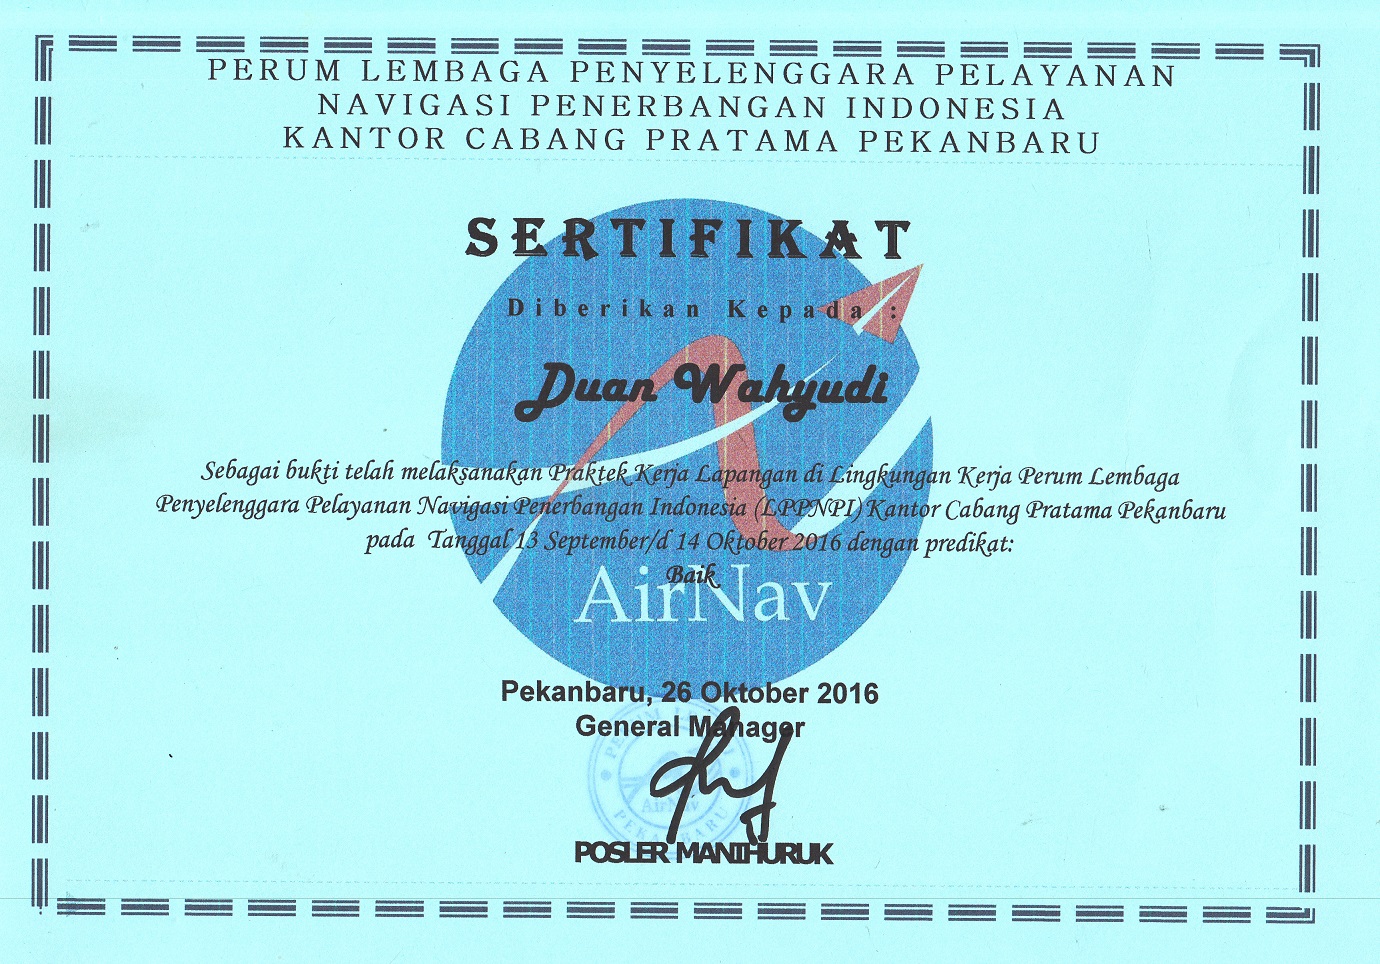 PERUM LEMBAGA PENYELENGGARA PELAYANAN
NAVIGASI PENERBANGAN INDONESIA
KANTOR CABANG PRATAMA PEKANBARU
SERTIFIKAT
Diberikan Kepada :
Duan Wahyudi
Sebagai bukti telah melaksanakan Praktek Kerja Lapangan di Lingkungan Kerja Perum Lembaga
Penyelenggara Pelayanan Navigasi Penerbangan Indonesia (LPPNPI) Kantor Cabang Pratama Pekanbaru
pada Tanggal 13 September/d 14 Oktober 2016 dengan predikat:
Baik
AirNav
Pekanbaru, 26 Oktober 2016
General Manager
PERUM
AirNav
PEKANBARU
POSLER MANIHURUK